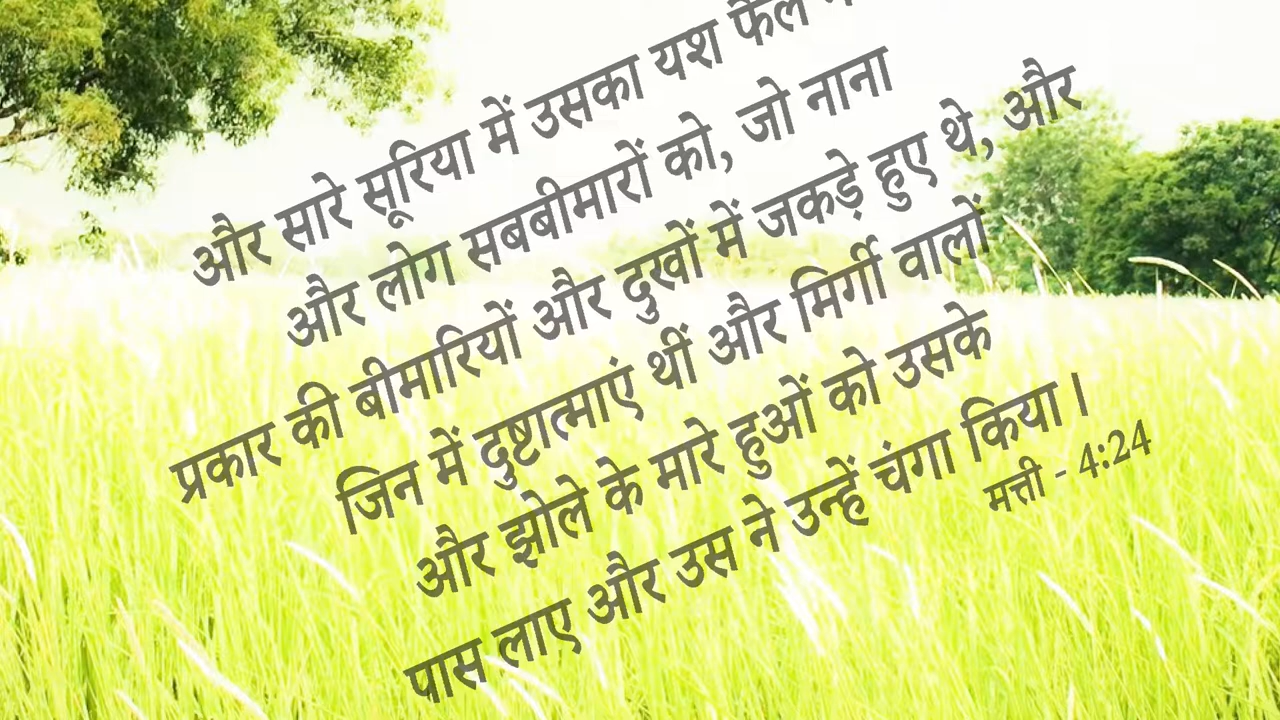 और सारे सूरिया में उसका यश फैल
और लोग सबबीमारों को, जो नाना
प्रकार की बीमारियों और दुखों में जकड़े हुए थे, और
जिन में दुष्टात्माएं थीं और मिर्गी वालों
और झोले के मारे हुओं को उसके
पास लाए और उस ने उन्हें चंगा किया ।
मत्ती - 4:24